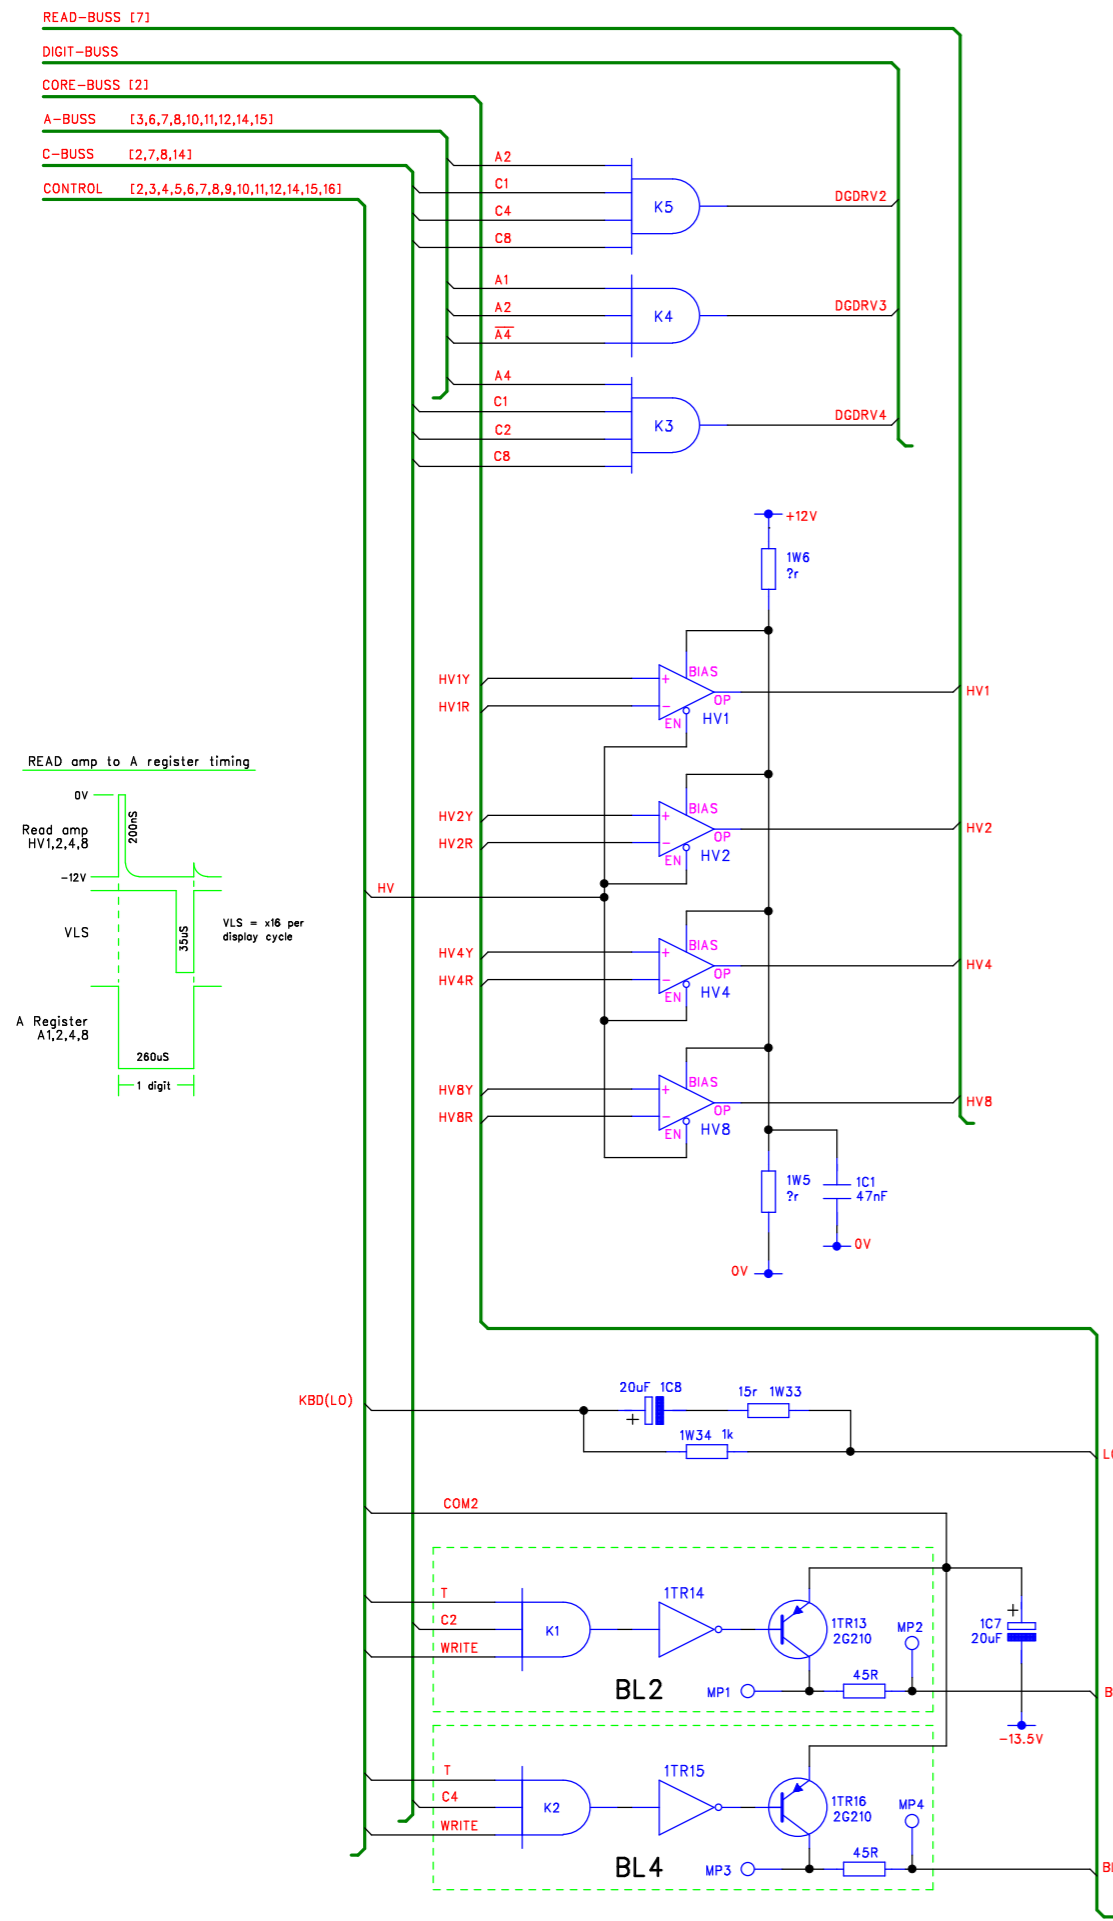 READ-BUSS [7]
DIGIT-BUSS
CORE-BUSS [2]
A-BUSS [3,6,7,8,10,11,12,14,15]
C-BUSS [2,7,8,14]
CONTROL [2,3,4,5,6,7,8,9,10,11,12,14,15,16]
A2
C1
C4
C8
K5
DGDRV2
A1
A2
A4
K4
DGDRV3
A4
C1
C2
C8
K3
DGDRV4
+12V
1W6
?r
HV1Y
HV1R
+
-
BIAS
OP
EN
HV1
HV1
HV2Y
HV2R
+
-
BIAS
OP
EN
HV2
HV2
HV
HV4Y
HV4R
+
-
BIAS
OP
EN
HV4
HV4
HV8Y
HV8R
+
-
BIAS
OP
EN
HV8
HV8
1W5
?r
1C1
47nF
0V
0V
READ amp to A register timing
0V
200nS
Read amp
HV1,2,4,8
-12V
VLS
35uS
VLS = x16 per
display cycle
A Register
A1,2,4,8
260uS
1 digit
KBD(LO)
20uF 1C8
+
15r 1W33
1W34 1k
COM2
T
C2
WRITE
K1
1TR14
1TR13
2G210
MP2
45R
MP1
BL2
+
1C7
20uF
-13.5V
T
C4
WRITE
K2
1TR15
1TR16
2G210
MP4
45R
MP3
BL4